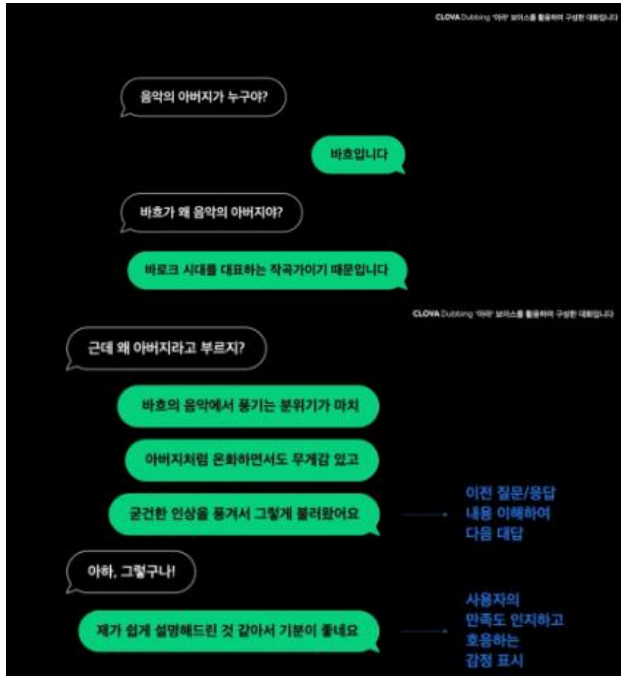 CLOVA Dubbing '아라' 보이스를 활용하여 구성한 대화입니다
음악의 아버지가 누구야?
바흐입니다
바흐가 왜 음악의 아버지야?
바로크 시대를 대표하는 작곡가이기 때문입니다
CLOVA Dubbing '아라' 보이스를 활용하여 구성한 대화입니다
근데 왜 아버지라고 부르지?
바흐의 음악에서 풍기는 분위기가 마치
아버지처럼 온화하면서도 무게감 있고
굳건한 인상을 풍겨서 그렇게 불러왔어요
이전 질문/응답
내용 이해하여
다음 대답
아하, 그렇구나!
제가 쉽게 설명해드린 것 같아서 기분이 좋네요
사용자의
만족도 인지하고
호응하는
감정 표시